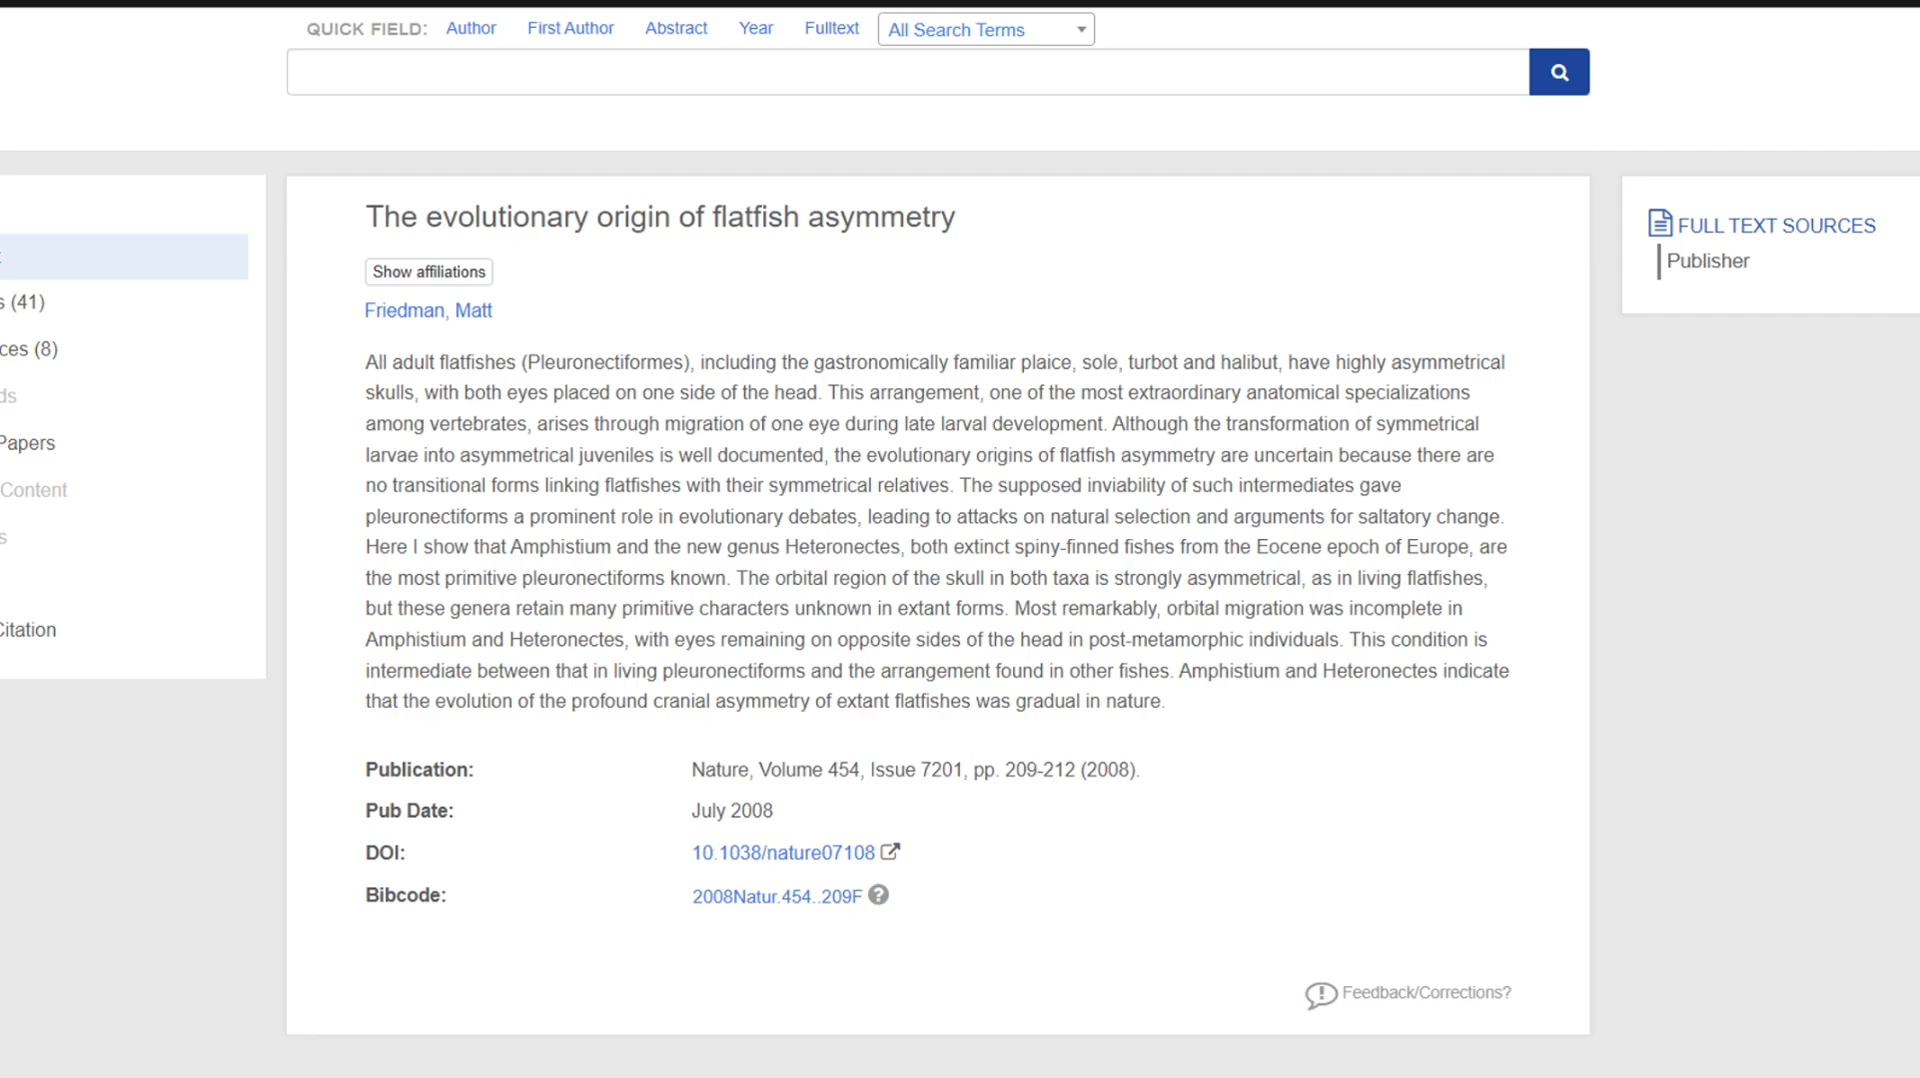 QUICK FIELD: Author First Author Abstract Year Fulltext All Search Terms
The evolutionary origin of flatfish asymmetry
Show affiliations
Friedman, Matt
All adult flatfishes (Pleuronectiformes), including the gastronomically familiar plaice, sole, turbot and halibut, have highly asymmetrical
skulls, with both eyes placed on one side of the head. This arrangement, one of the most extraordinary anatomical specializations
among vertebrates, arises through migration of one eye during late larval development. Although the transformation of symmetrical
larvae into asymmetrical juveniles is well documented, the evolutionary origins of flatfish asymmetry are uncertain because there are
no transitional forms linking flatfishes with their symmetrical relatives. The supposed inviability of such intermediates gave
pleuronectiforms a prominent role in evolutionary debates, leading to attacks on natural selection and arguments for saltatory change.
Here I show that Amphistium and the new genus Heteronectes, both extinct spiny-finned fishes from the Eocene epoch of Europe, are
the most primitive pleuronectiforms known. The orbital region of the skull in both taxa is strongly asymmetrical, as in living flatfishes,
but these genera retain many primitive characters unknown in extant forms. Most remarkably, orbital migration was incomplete in
Amphistium and Heteronectes, with eyes remaining on opposite sides of the head in post-metamorphic individuals. This condition is
intermediate between that in living pleuronectiforms and the arrangement found in other fishes. Amphistium and Heteronectes indicate
that the evolution of the profound cranial asymmetry of extant flatfishes was gradual in nature.
Publication: Nature, Volume 454, Issue 7201, pp. 209-212 (2008).
Pub Date: July 2008
DOI: 10.1038/nature07108
Bibcode: 2008Natur.454..209F
Feedback/Corrections?
s (41)
ces (8)
ds
Papers
Content
s
Citation
FULL TEXT SOURCES
Publisher